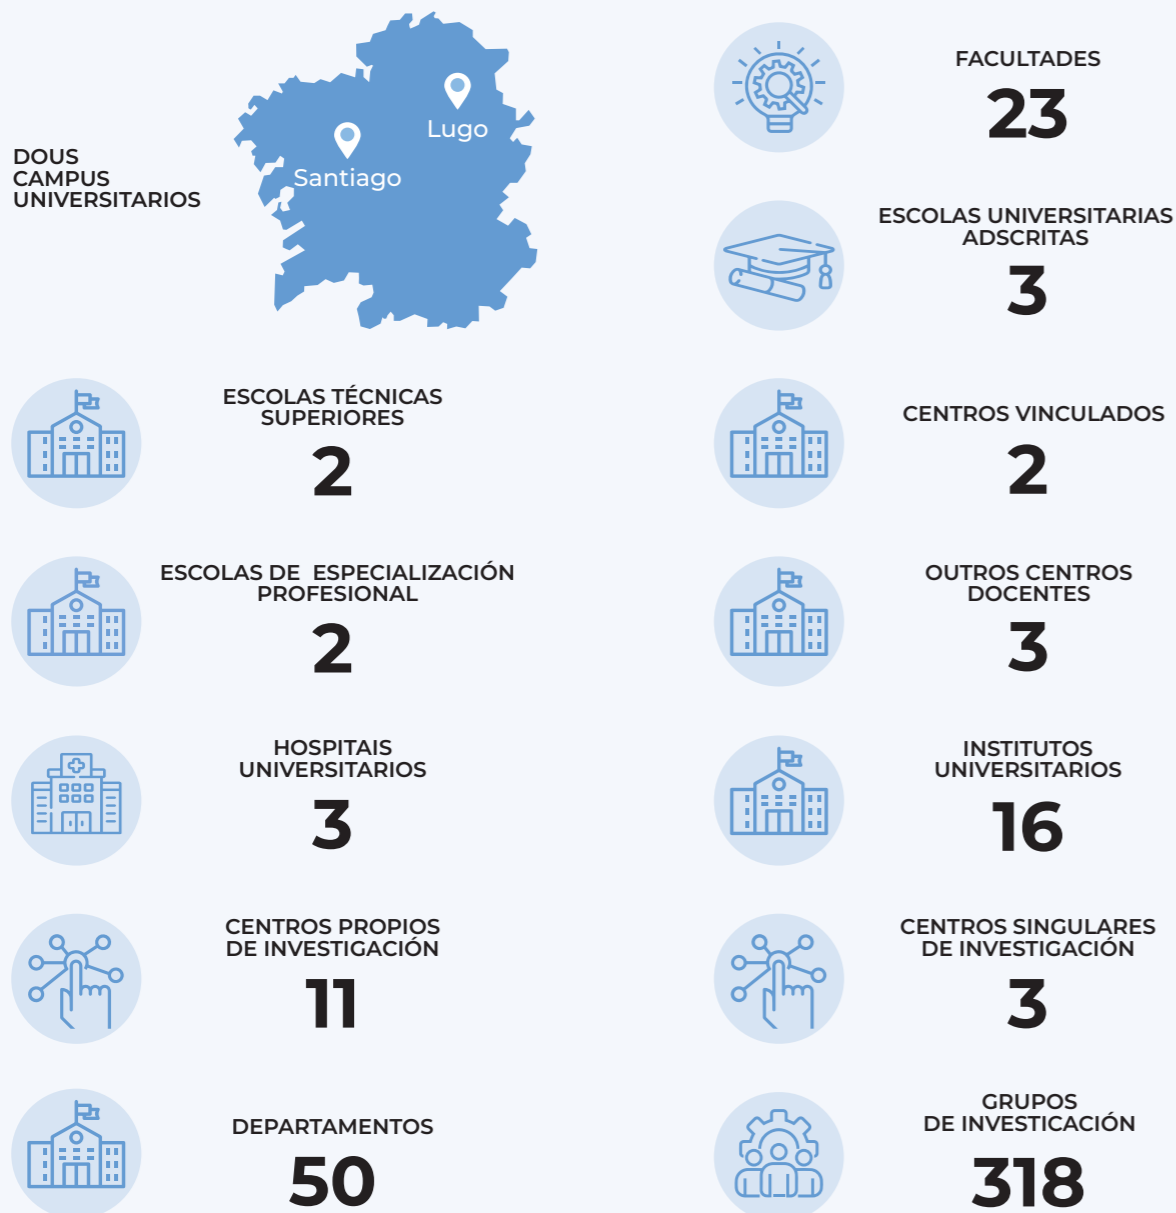 DOUS
CAMPUS
UNIVERSITARIOS
Lugo
Santiago
FACULTADES
23
ESCOLAS UNIVERSITARIAS
ADSCRITAS
3
ESCOLAS TÉCNICAS
SUPERIORES
2
CENTROS VINCULADOS
2
ESCOLAS DE ESPECIALIZACIÓN
PROFESIONAL
2
OUTROS CENTROS
DOCENTES
3
HOSPITAIS
UNIVERSITARIOS
3
INSTITUTOS
UNIVERSITARIOS
16
CENTROS PROPIOS
DE INVESTIGACIÓN
11
CENTROS SINGULARES
DE INVESTIGACIÓN
3
DEPARTAMENTOS
50
GRUPOS
DE INVESTICACIÓN
318